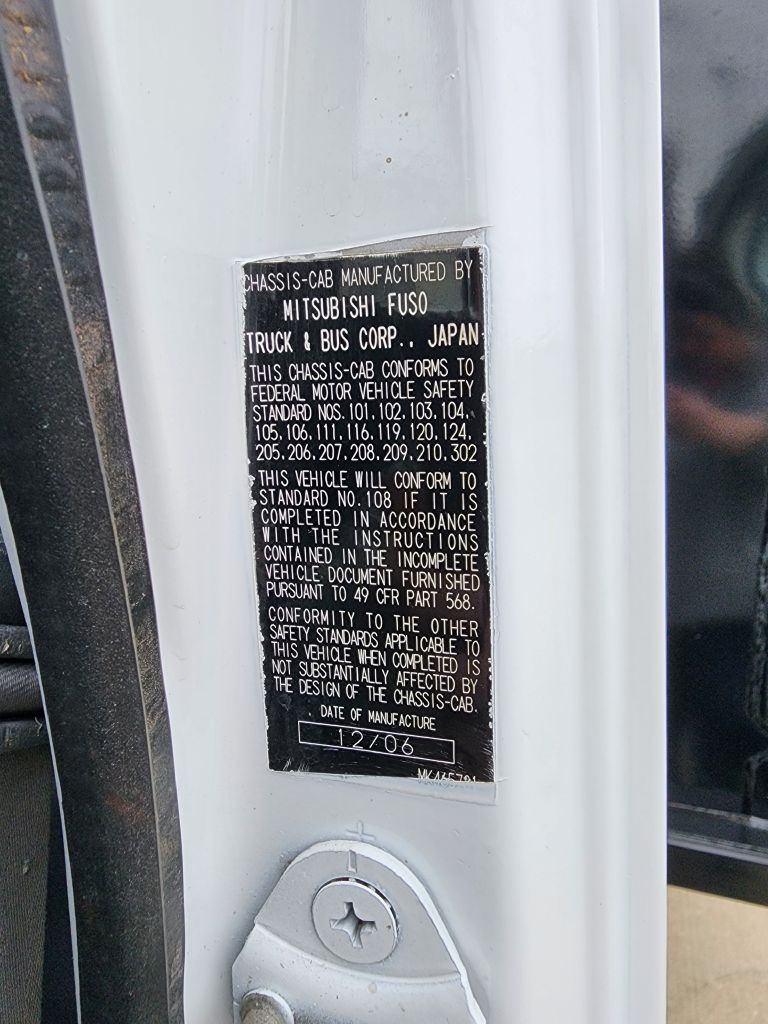 CHASSIS-CAB MANUFACTURED BY
MITSUBISHI FUSO
TRUCK & BUS CORP., JAPAN
THIS CHASSIS-CAB CONFORMS TO
FEDERAL MOTOR VEHICLE SAFETY
STANDARD NOS.101,102,103,104,
105,106,111,116,119,120,124,
205,206,207,208,209,210,302
THIS VEHICLE WILL CONFORM TO
STANDARD NO.108 IF IT IS
COMPLETED IN ACCORDANCE
WITH THE INSTRUCTIONS
CONTAINED IN THE INCOMPLETE
VEHICLE DOCUMENT FURNISHED
PURSUANT TO 49 CFR PART 568.
CONFORMITY TO THE OTHER
SAFETY STANDARDS APPLICABLE TO
THIS VEHICLE WHEN COMPLETED IS
NOT SUBSTANTIALLY AFFECTED BY
THE DESIGN OF THE CHASSIS-CAB.
DATE OF MANUFACTURE
12/06